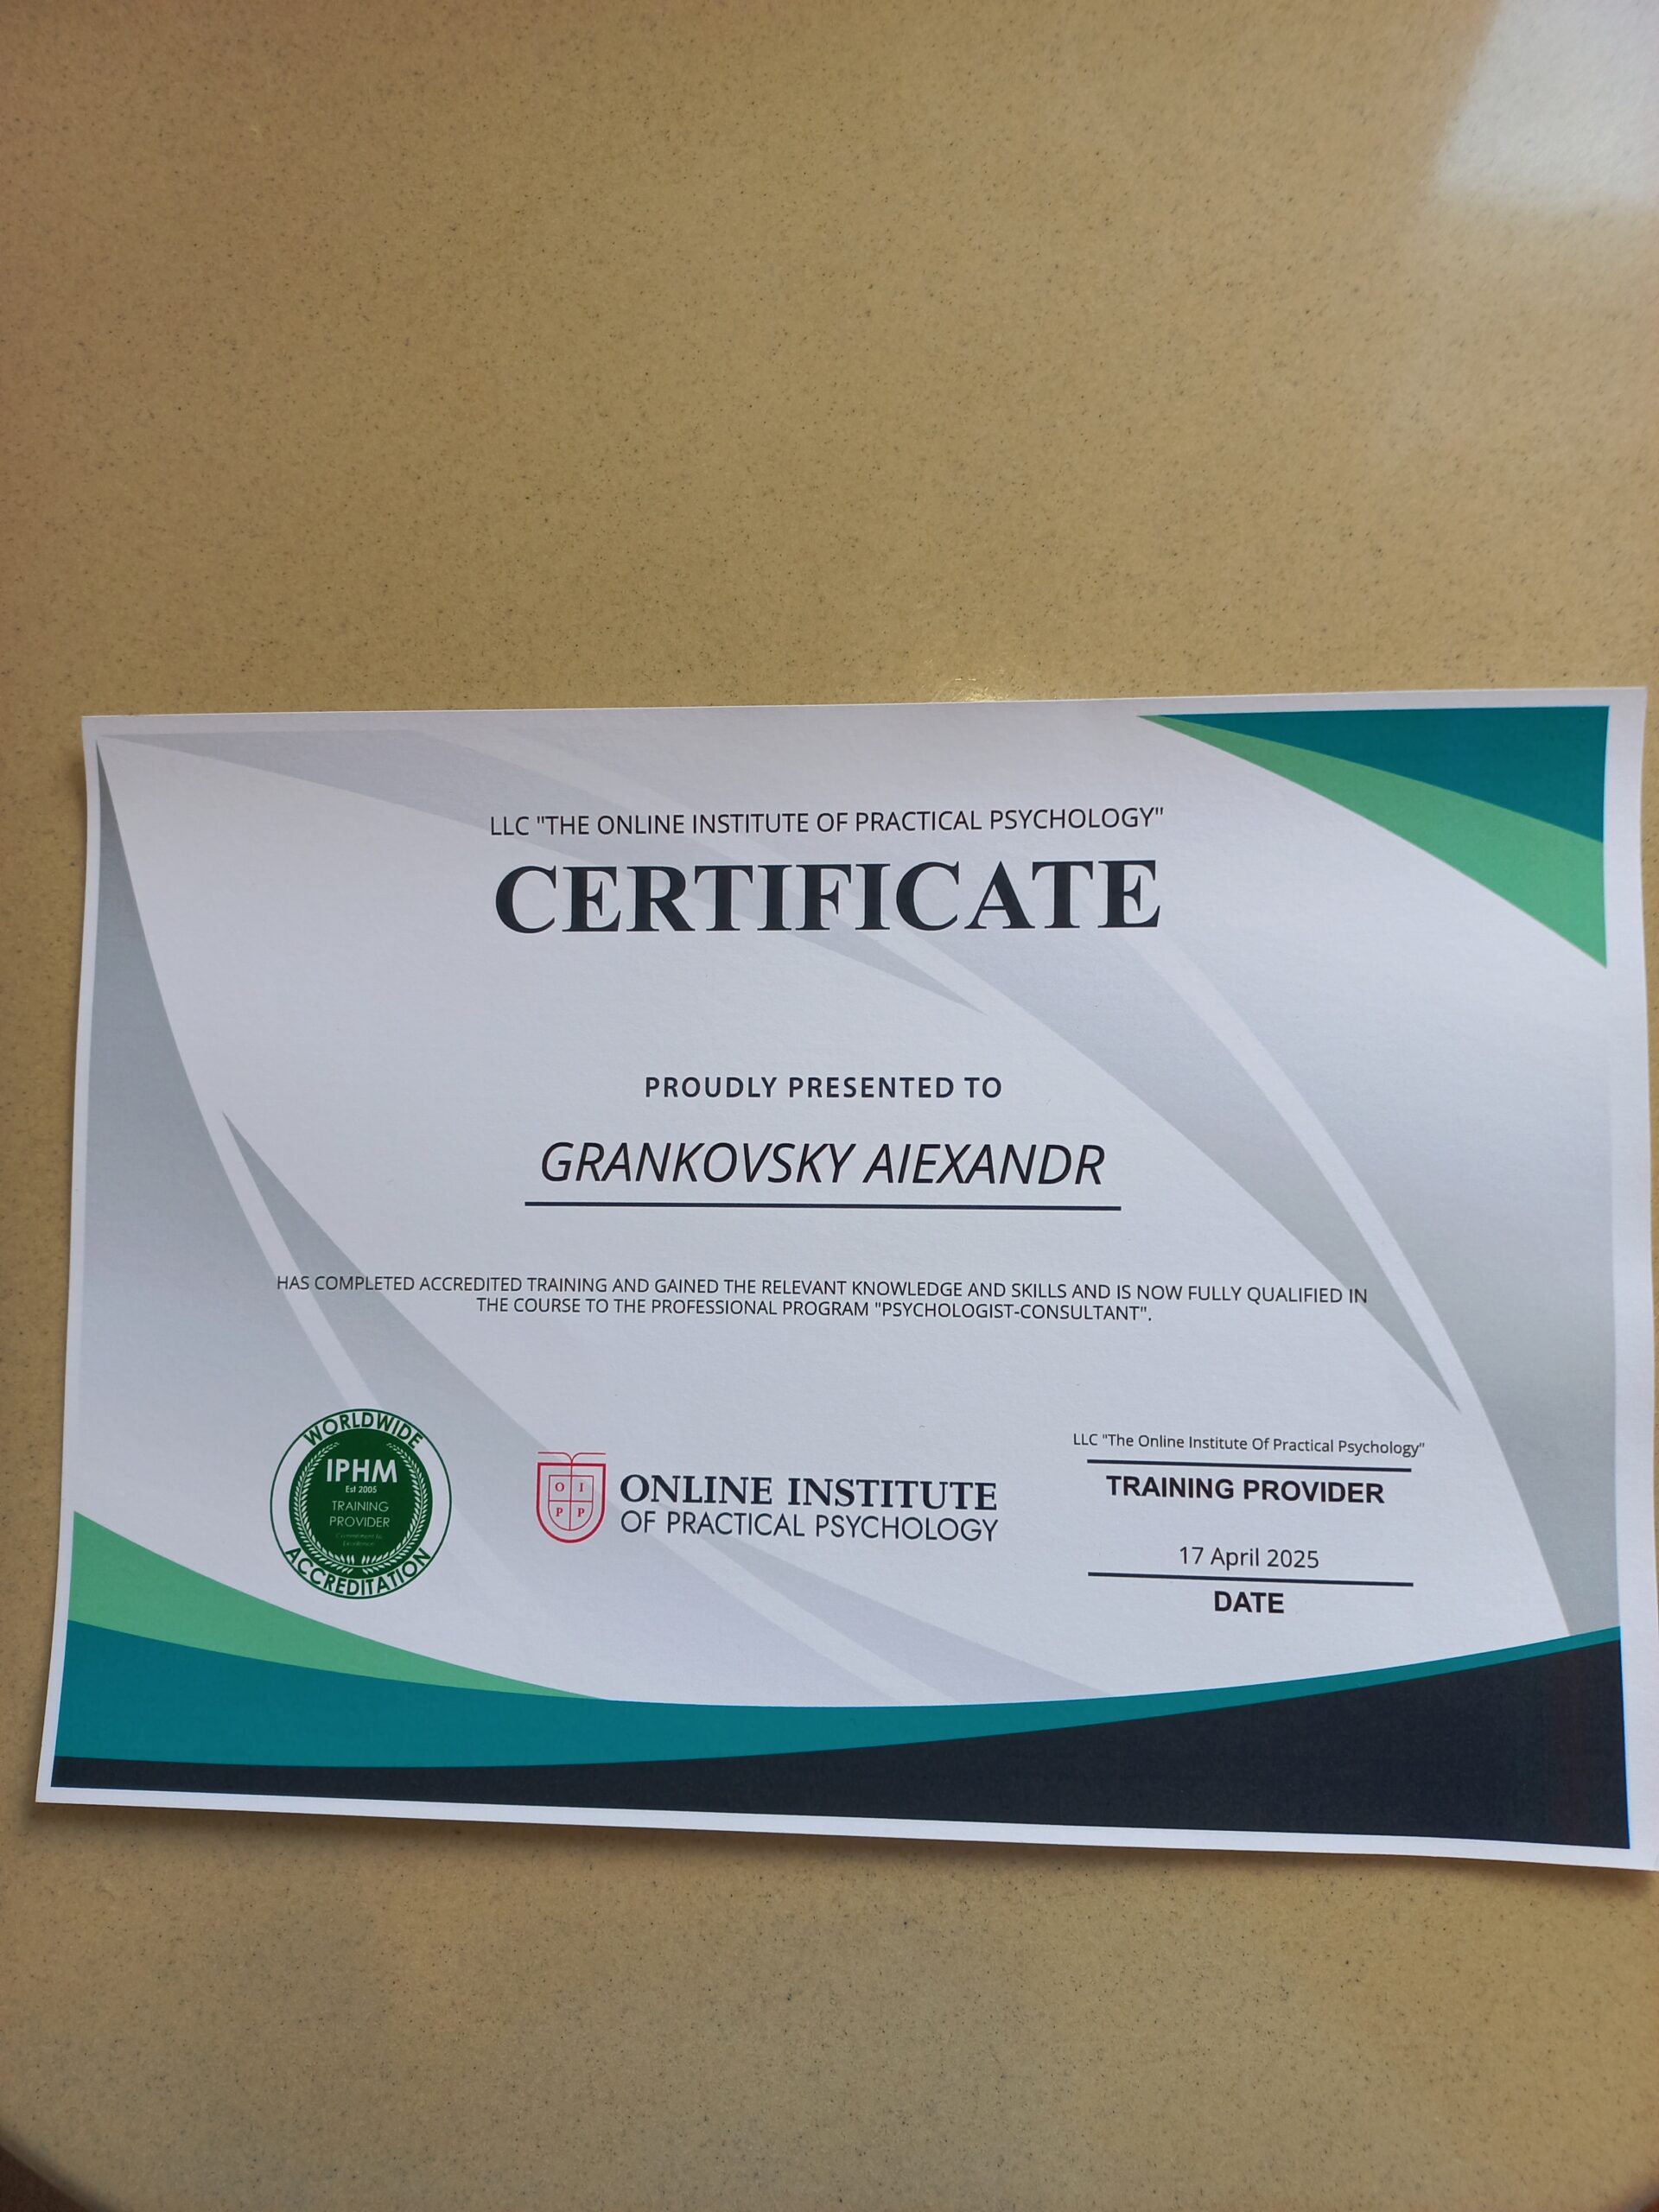 LLC "THE ONLINE INSTITUTE OF PRACTICAL PSYCHOLOGY"
CERTIFICATE
PROUDLY PRESENTED TO
GRANKOVSKY AIEXANDR
HAS COMPLETED ACCREDITED TRAINING AND GAINED THE RELEVANT KNOWLEDGE AND SKILLS AND IS NOW FULLY QUALIFIED IN
THE COURSE TO THE PROFESSIONAL PROGRAM "PSYCHOLOGIST-CONSULTANT".
WORLDWIDE
IPHM
Est 2005
TRAINING
PROVIDER
Commitment to
Excellence
ACCREDITATION
O I
P P
ONLINE INSTITUTE
OF PRACTICAL PSYCHOLOGY
LLC "The Online Institute Of Practical Psychology"
TRAINING PROVIDER
17 April 2025
DATE